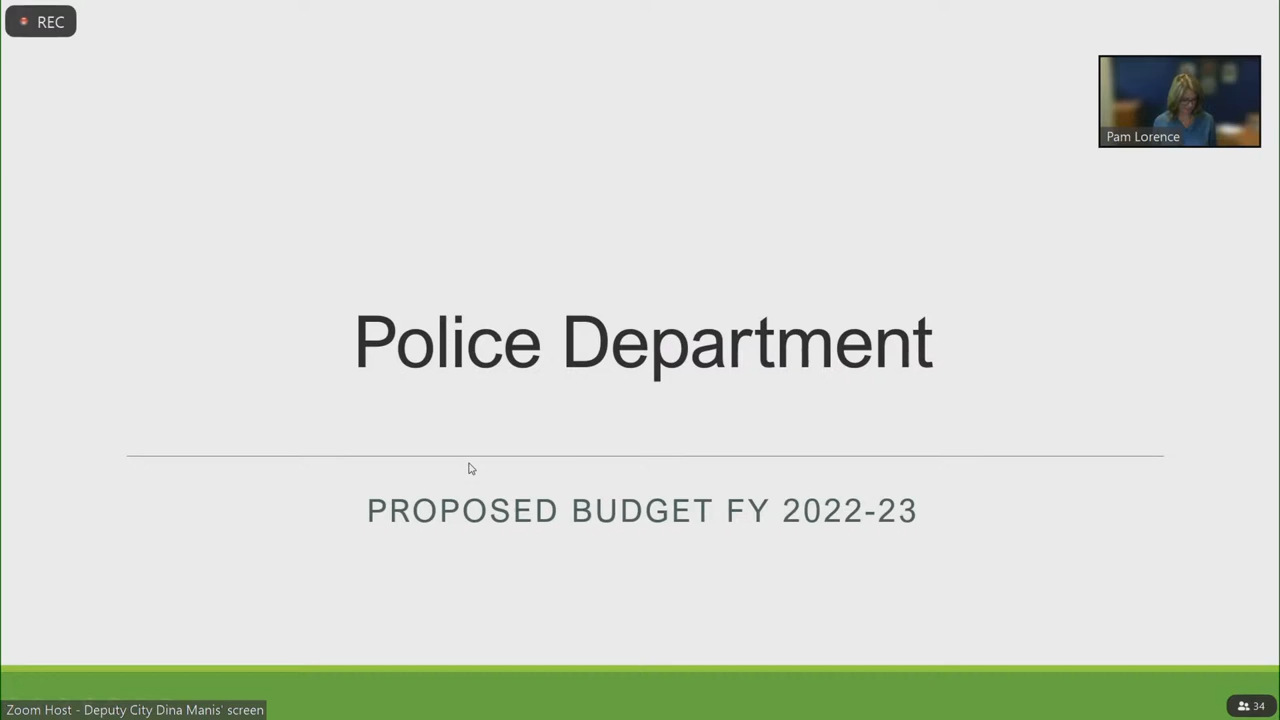 REC
Pam Lorence
Police Department
PROPOSED BUDGET FY 2022-23
Zoom Host - Deputy City Dina Manis' screen
34